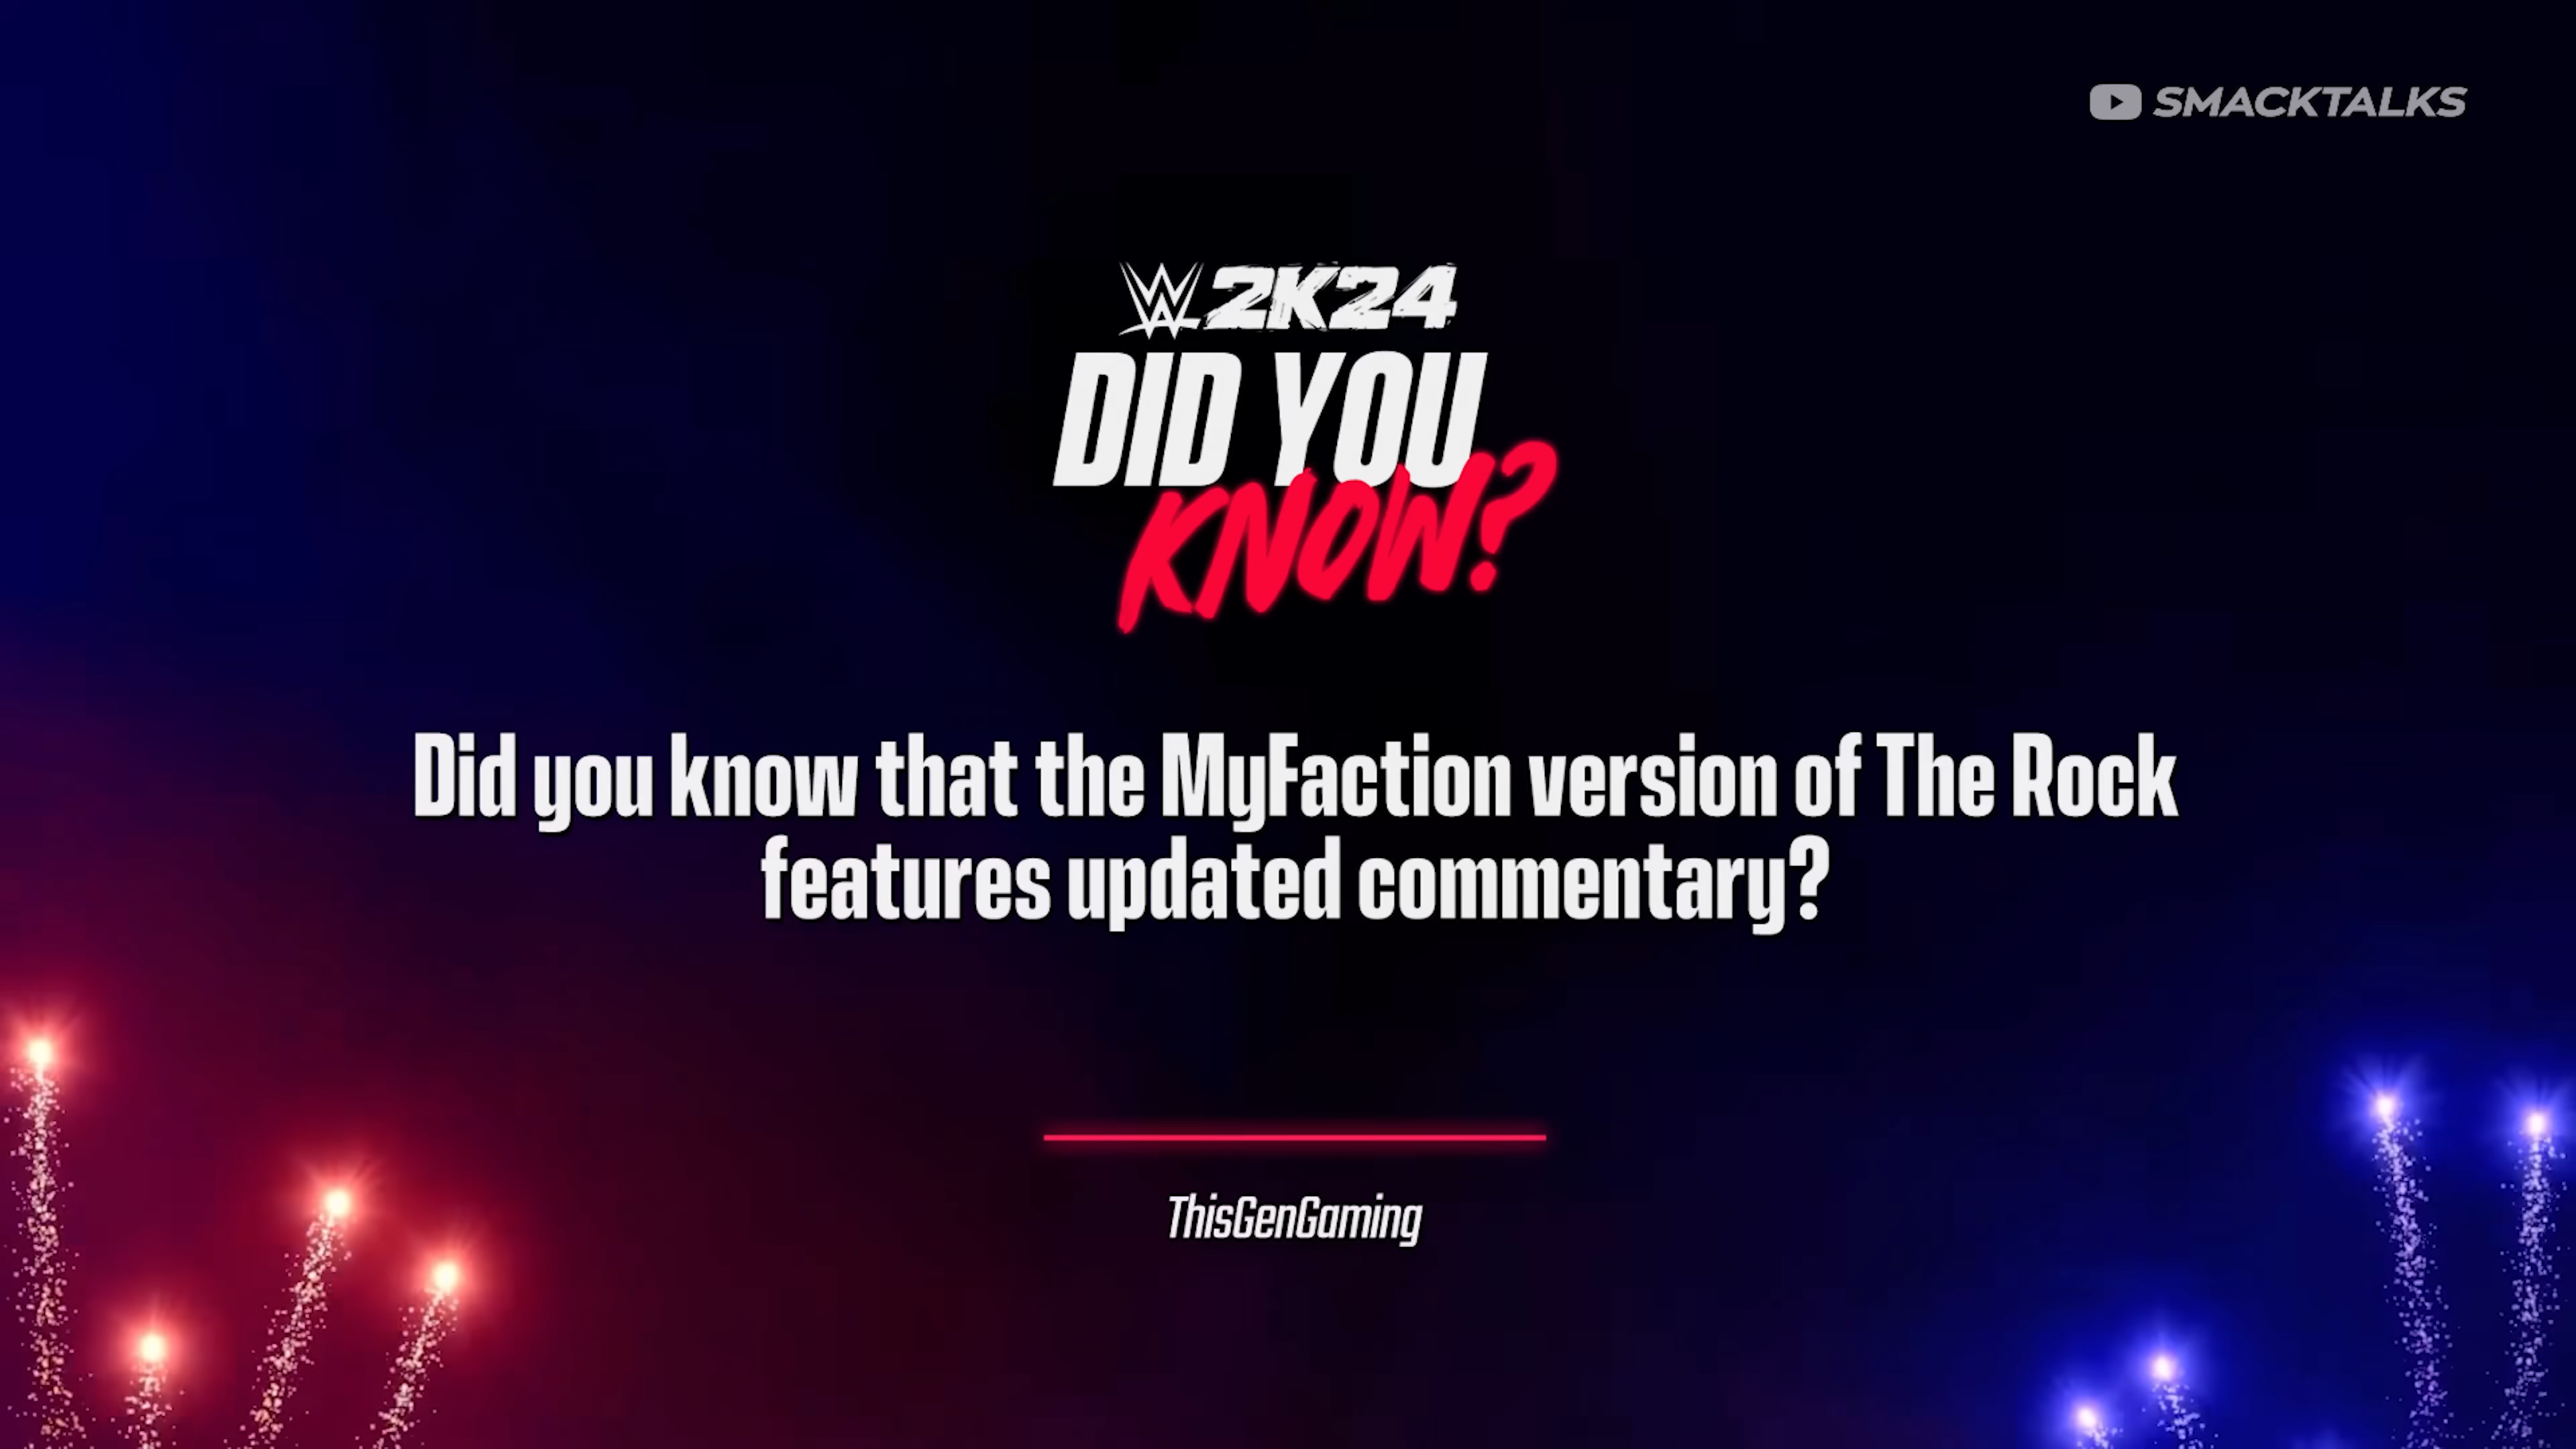 SMACKTALKS
W 2K24
DID YOU
KNOW?
Did you know that the MyFaction version of The Rock
features updated commentary?
ThisGenGaming